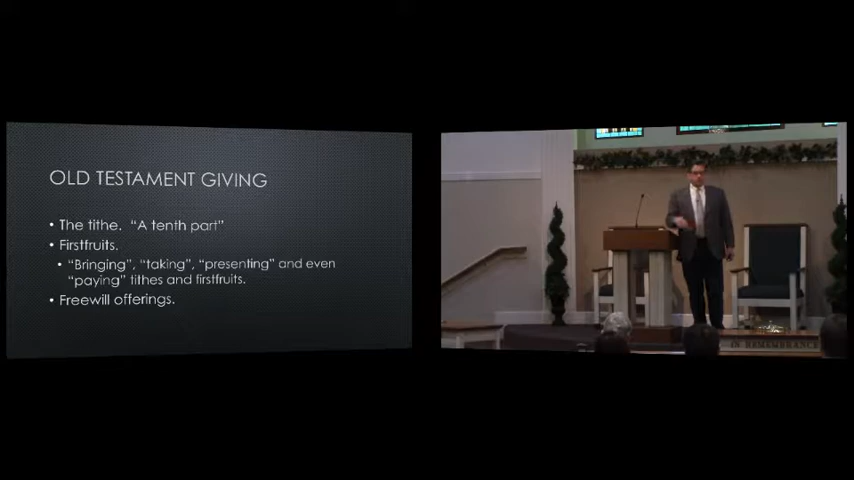 OLD TESTAMENT GIVING
• The tithe. “A tenth part”
• Firstfruits.
• “Bringing”, “taking”, “presenting” and even
“paying” tithes and firstfruits.
• Freewill offerings.
IN REMEMBRANCE